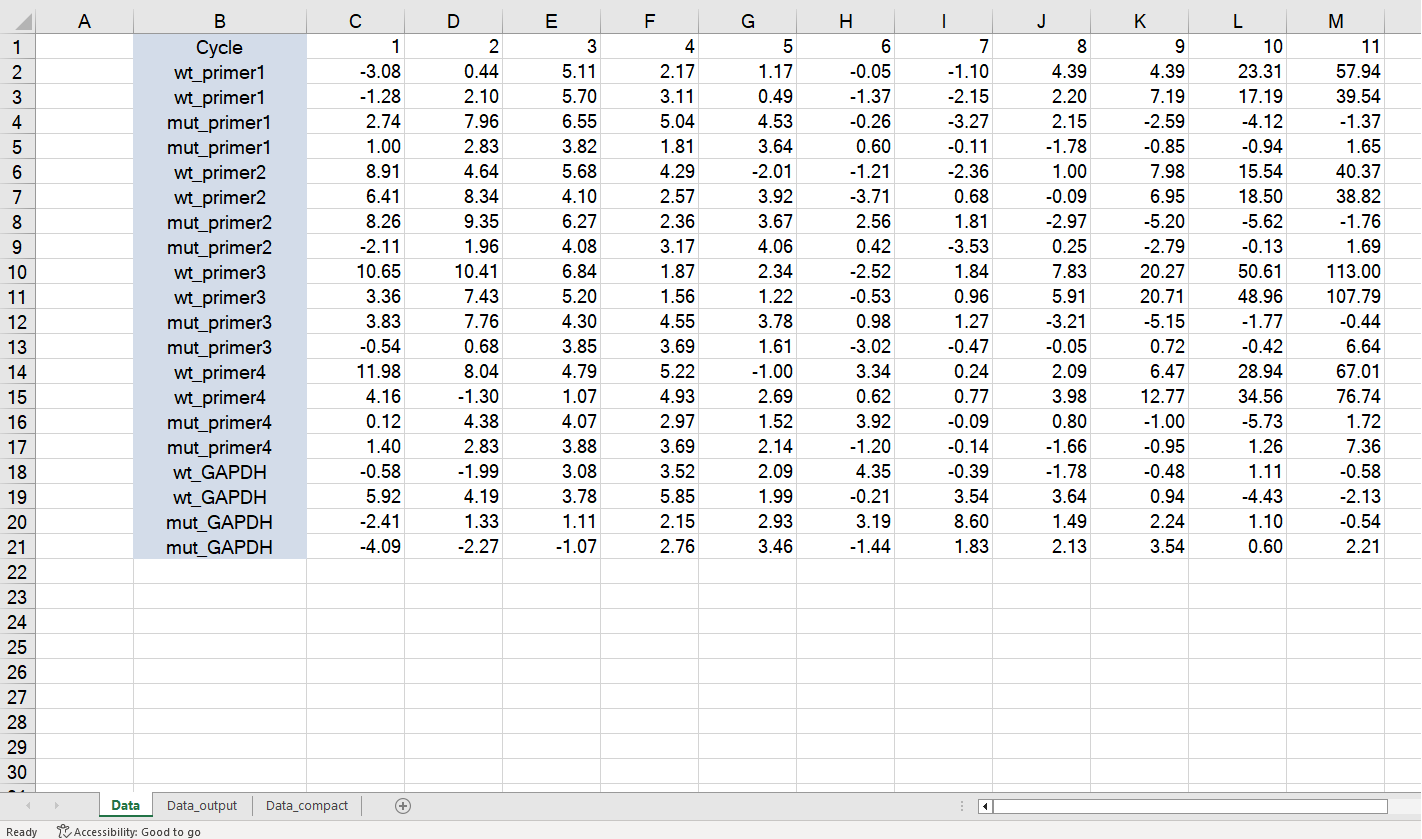 A B C D E F G H I J K L M
1 Cycle 1 2 3 4 5 6 7 8 9 10 11
2 wt_primer1 -3.08 0.44 5.11 2.17 1.17 -0.05 -1.10 4.39 4.39 23.31 57.94
3 wt_primer1 -1.28 2.10 5.70 3.11 0.49 -1.37 -2.15 2.20 7.19 17.19 39.54
4 mut_primer1 2.74 7.96 6.55 5.04 4.53 -0.26 -3.27 2.15 -2.59 -4.12 -1.37
5 mut_primer1 1.00 2.83 3.82 1.81 3.64 0.60 -0.11 -1.78 -0.85 -0.94 1.65
6 wt_primer2 8.91 4.64 5.68 4.29 -2.01 -1.21 -2.36 1.00 7.98 15.54 40.37
7 wt_primer2 6.41 8.34 4.10 2.57 3.92 -3.71 0.68 -0.09 6.95 18.50 38.82
8 mut_primer2 8.26 9.35 6.27 2.36 3.67 2.56 1.81 -2.97 -5.20 -5.62 -1.76
9 mut_primer2 -2.11 1.96 4.08 3.17 4.06 0.42 -3.53 0.25 -2.79 -0.13 1.69
10 wt_primer3 10.65 10.41 6.84 1.87 2.34 -2.52 1.84 7.83 20.27 50.61 113.00
11 wt_primer3 3.36 7.43 5.20 1.56 1.22 -0.53 0.96 5.91 20.71 48.96 107.79
12 mut_primer3 3.83 7.76 4.30 4.55 3.78 0.98 1.27 -3.21 -5.15 -1.77 -0.44
13 mut_primer3 -0.54 0.68 3.85 3.69 1.61 -3.02 -0.47 -0.05 0.72 -0.42 6.64
14 wt_primer4 11.98 8.04 4.79 5.22 -1.00 3.34 0.24 2.09 6.47 28.94 67.01
15 wt_primer4 4.16 -1.30 1.07 4.93 2.69 0.62 0.77 3.98 12.77 34.56 76.74
16 mut_primer4 0.12 4.38 4.07 2.97 1.52 3.92 -0.09 0.80 -1.00 -5.73 1.72
17 mut_primer4 1.40 2.83 3.88 3.69 2.14 -1.20 -0.14 -1.66 -0.95 1.26 7.36
18 wt_GAPDH -0.58 -1.99 3.08 3.52 2.09 4.35 -0.39 -1.78 -0.48 1.11 -0.58
19 wt_GAPDH 5.92 4.19 3.78 5.85 1.99 -0.21 3.54 3.64 0.94 -4.43 -2.13
20 mut_GAPDH -2.41 1.33 1.11 2.15 2.93 3.19 8.60 1.49 2.24 1.10 -0.54
21 mut_GAPDH -4.09 -2.27 -1.07 2.76 3.46 -1.44 1.83 2.13 3.54 0.60 2.21
22
23
24
25
26
27
28
29
30
Data Data_output Data_compact
Ready Accessibility: Good to go